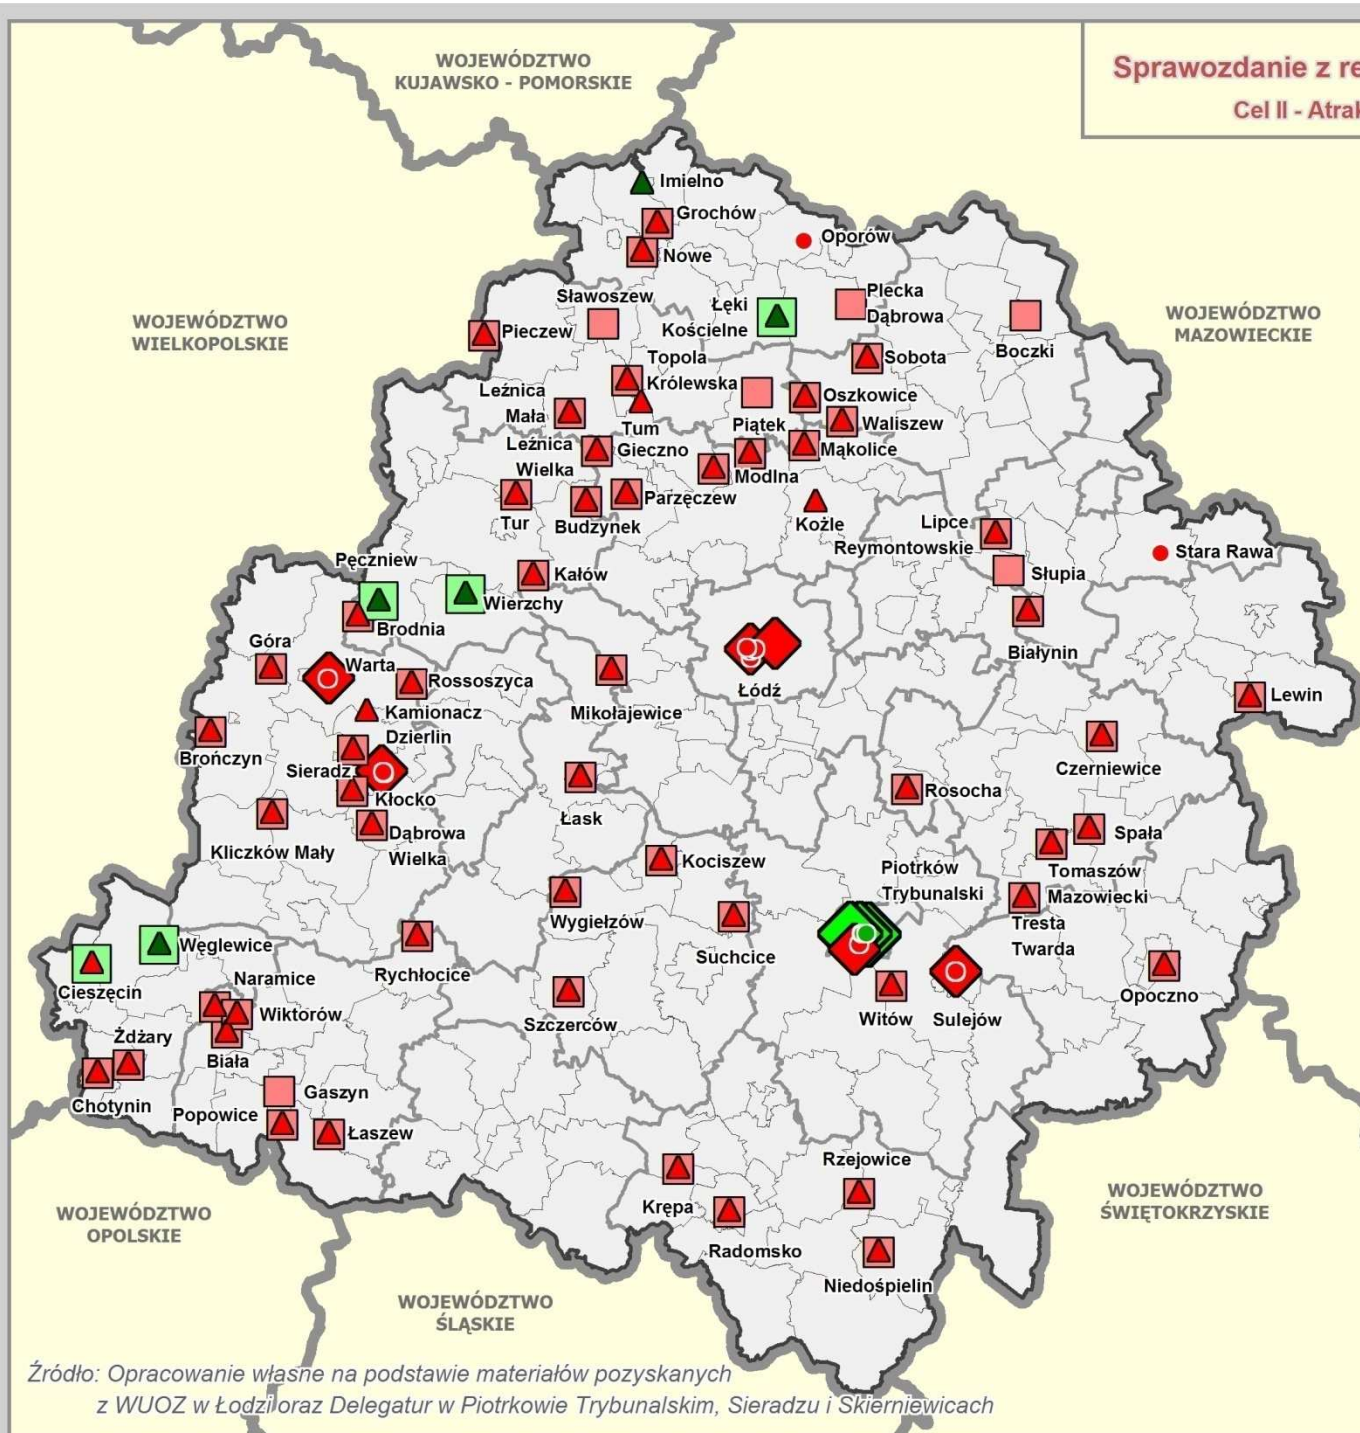 WOJEWÓDZTWO
KUJAWSKO - POMORSKIE
Sprawozdanie z re
Cel II - Atrak
Imielno
Grochów
Oporów
Nowe
Sławoszew
Łęki
Kościelne
Plecka
Dąbrowa
WOJEWÓDZTWO
WIELKOPOLSKIE
WOJEWÓDZTWO
MAZOWIECKIE
Pieczew
Boczki
Topola
Królewska
Sobota
Leźnica
Mała
Oszkowice
Tum
Piątek
Waliszew
Leźnica
Wielka
Gieczno
Mąkolice
Modlna
Parzęczew
Tur
Budzynek
Koźle
Lipce
Reymontowskie
Stara Rawa
Pęczniew
Kałów
Słupia
Wierzchy
Brodnia
Góra
Białynin
Warta
Rossoszyca
Łódź
Lewin
Mikołajewice
Kamionacz
Dzierlin
Brończyn
Sieradz
Czerniewice
Kłocko
Rosocha
Łask
Dąbrowa
Wielka
Kliczków Mały
Spała
Kociszew
Piotrków
Trybunalski
Tomaszów
Mazowiecki
Wygiełzów
Tresta
Twarda
Suchcice
Węglewice
Rychłocice
Cieszęcin
Naramice
Opoczno
Wiktorów
Szczerców
Witów
Sulejów
Żdżary
Biała
Gaszyn
Chotynin
Popowice
Łaszew
Rzejowice
Krępa
WOJEWÓDZTWO
OPOLSKIE
WOJEWÓDZTWO
ŚWIĘTOKRZYSKIE
Radomsko
Niedośpielin
WOJEWÓDZTWO
ŚLĄSKIE
Źródło: Opracowanie własne na podstawie materiałów pozyskanych
z WUOZ w Łodzi oraz Delegatur w Piotrkowie Trybunalskim, Sieradzu i Skierniewicach